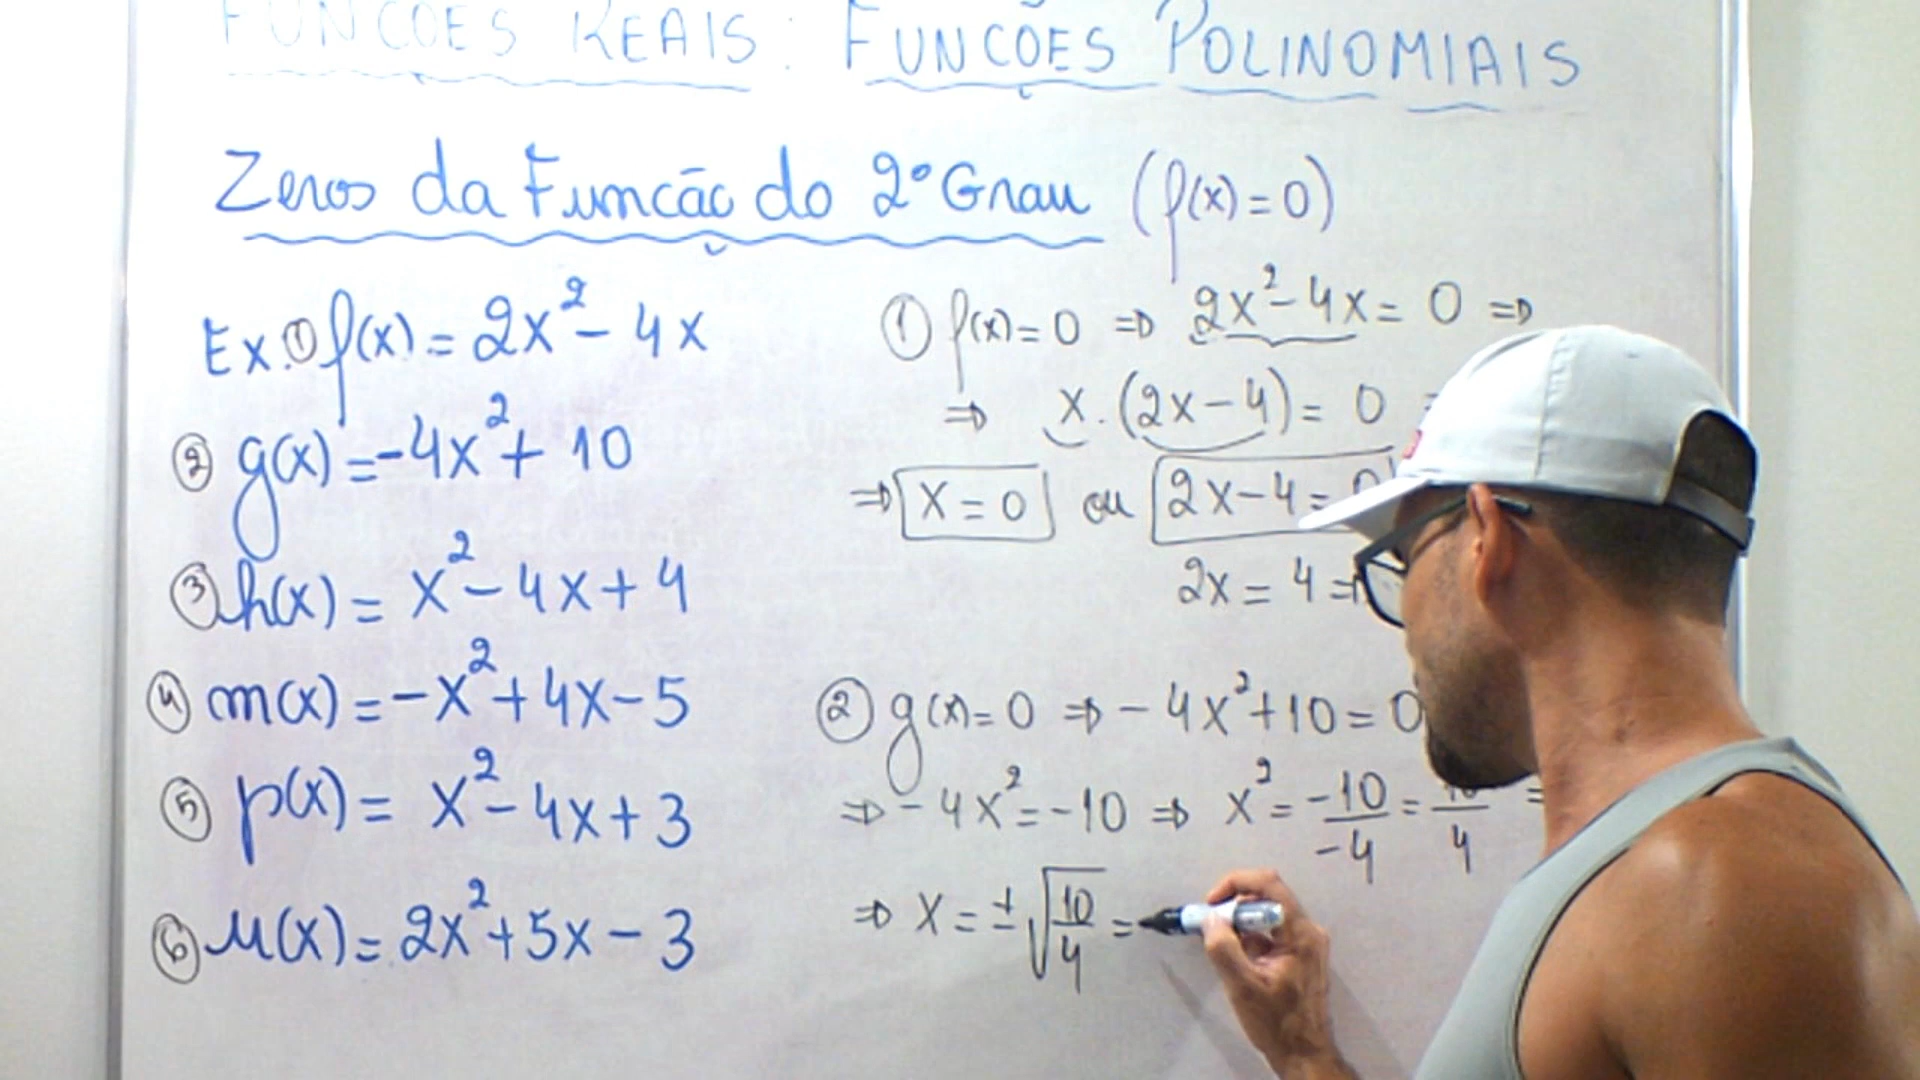 FUNÇÕES REAIS: FUNÇÕES POLINOMIAIS
Zeros da Função do 2º Grau (f(x)=0)
Ex.① f(x) = 2x² - 4x
② g(x) = -4x² + 10
③ h(x) = x² - 4x + 4
④ m(x) = -x² + 4x - 5
⑤ p(x) = x² - 4x + 3
⑥ u(x) = 2x² + 5x - 3
① f(x) = 0 ⇒ 2x² - 4x = 0 ⇒
⇒ x . (2x - 4) = 0
⇒ x = 0 ou 2x - 4 = 0
2x = 4 ⇒
② g(x) = 0 ⇒ -4x² + 10 = 0
⇒ -4x² = -10 ⇒ x² = -10/-4 = 10/4 =
⇒ x = ± √(10/4) =